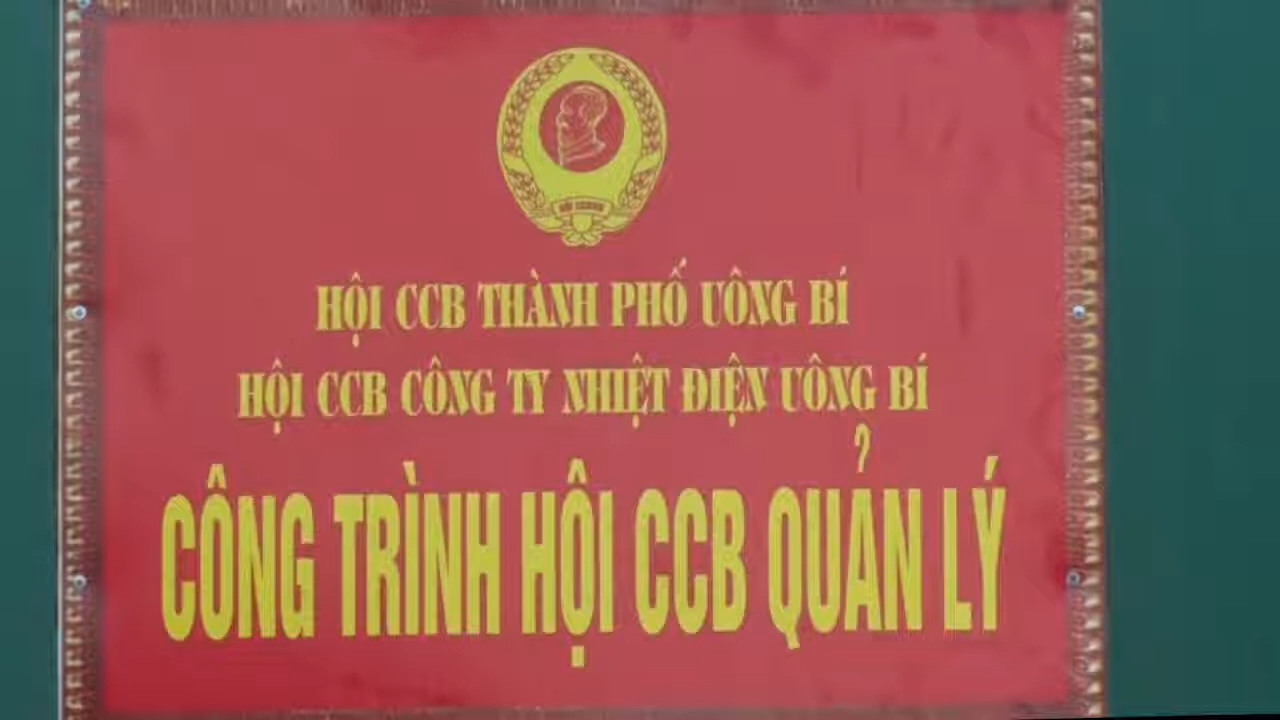 HỘI CCB THÀNH PHỐ UÔNG BÍ
HỘI CCB CÔNG TY NHIỆT ĐIỆN UÔNG BÍ
CÔNG TRÌNH HỘI CCB QUẢN LÝ